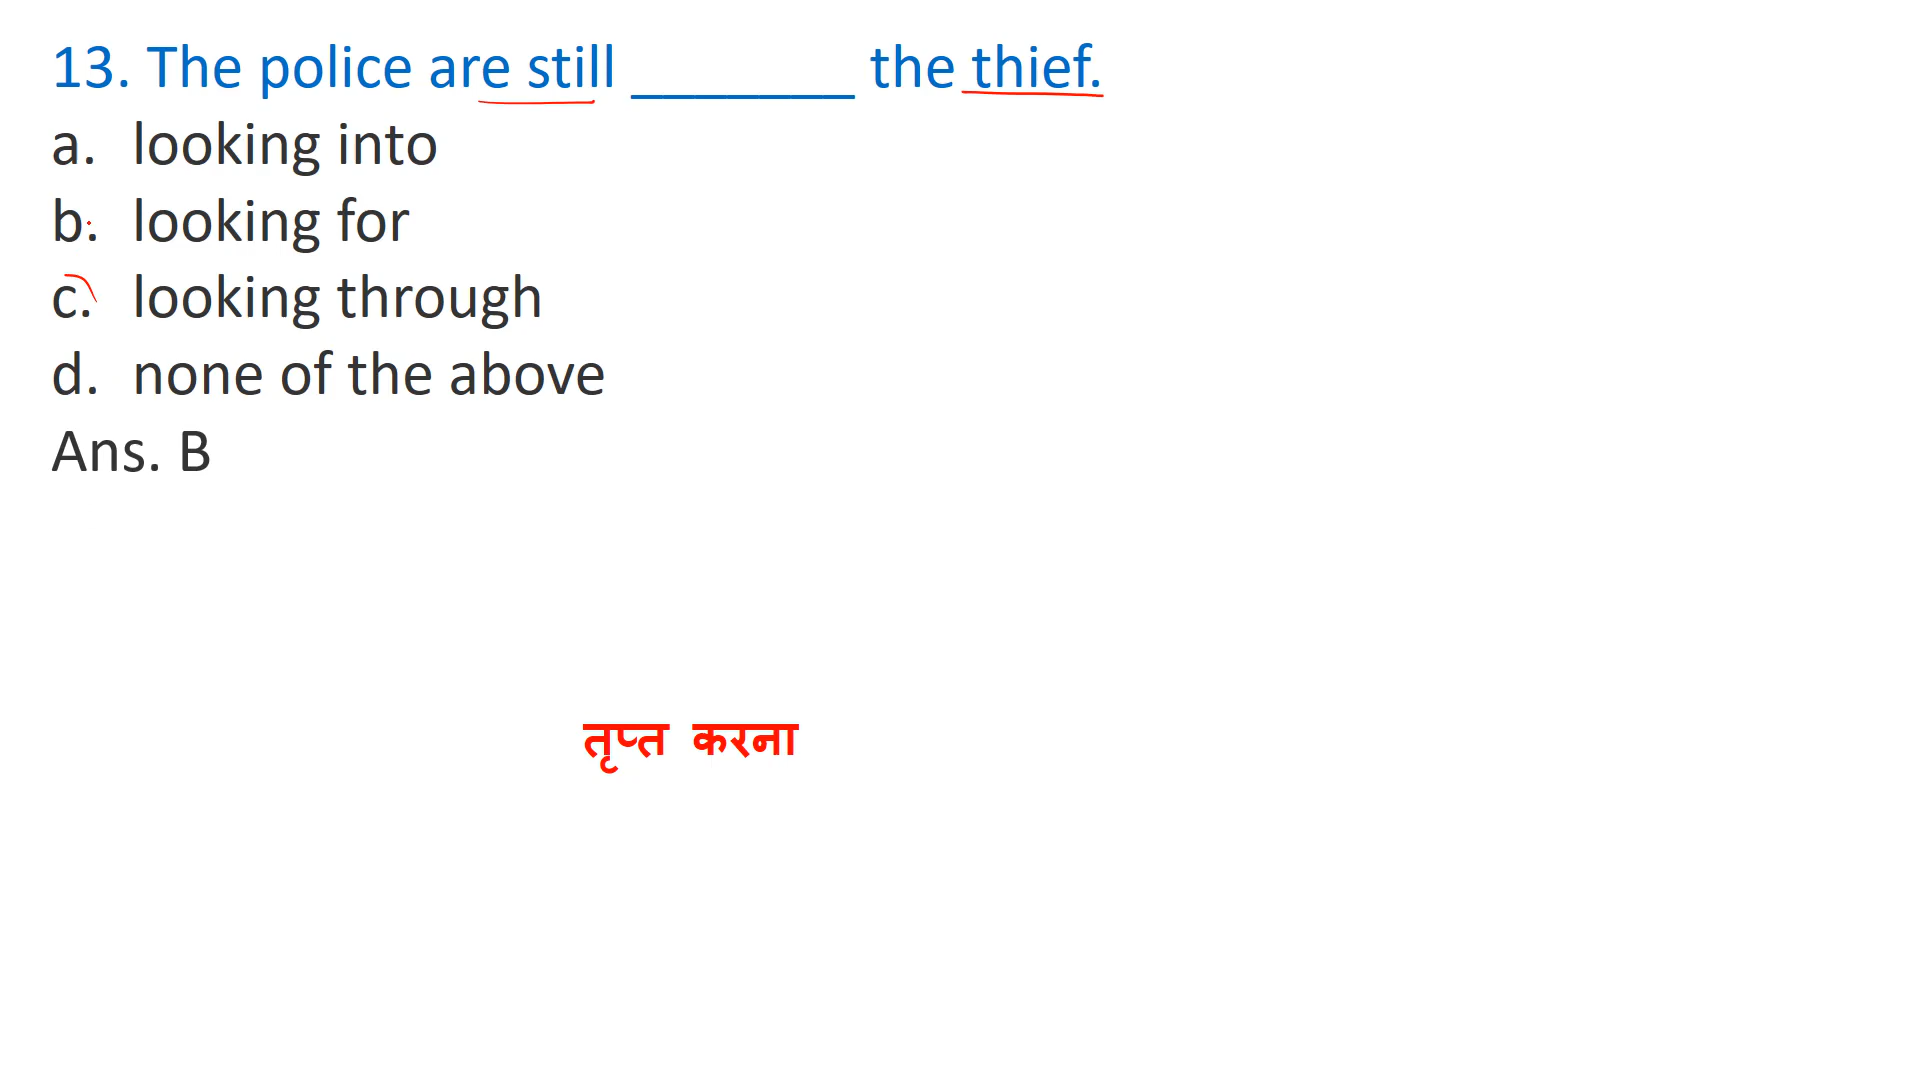 13. The police are still _______ the thief.
a. looking into
b. looking for
c. looking through
d. none of the above
Ans. B
तृप्त करना